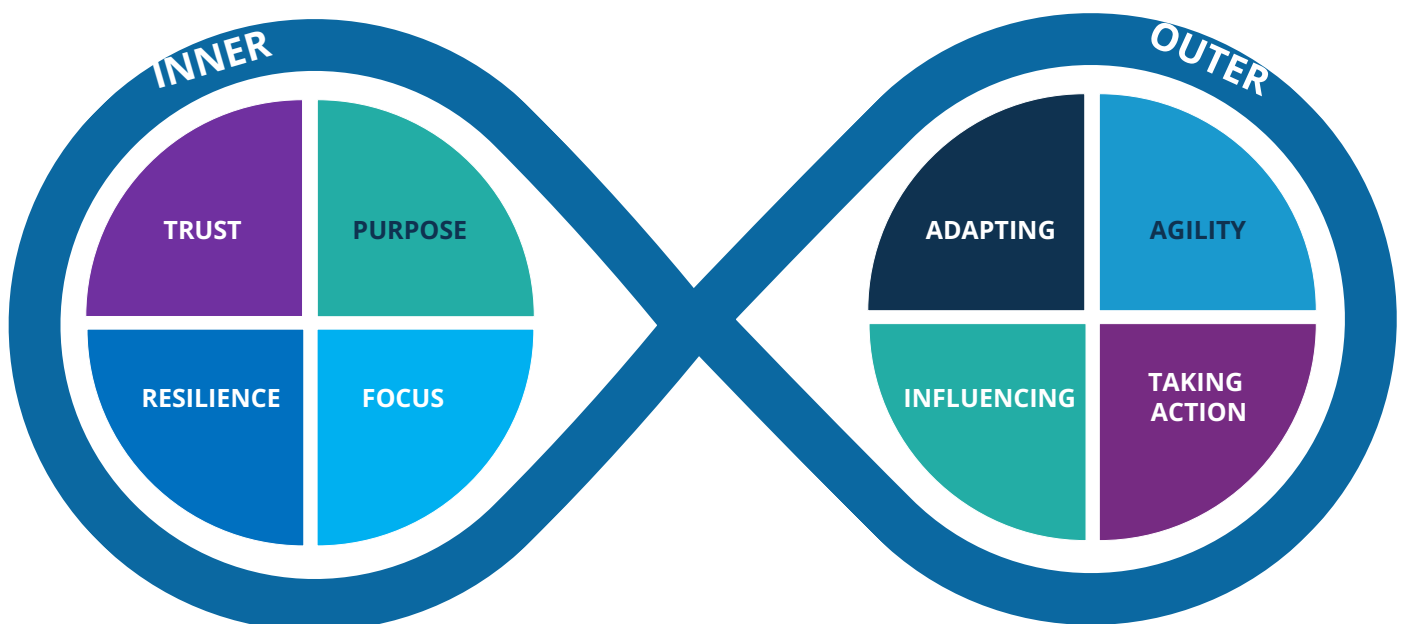 INNER
TRUST
PURPOSE
RESILIENCE
FOCUS
OUTER
ADAPTING
AGILITY
INFLUENCING
TAKING
ACTION